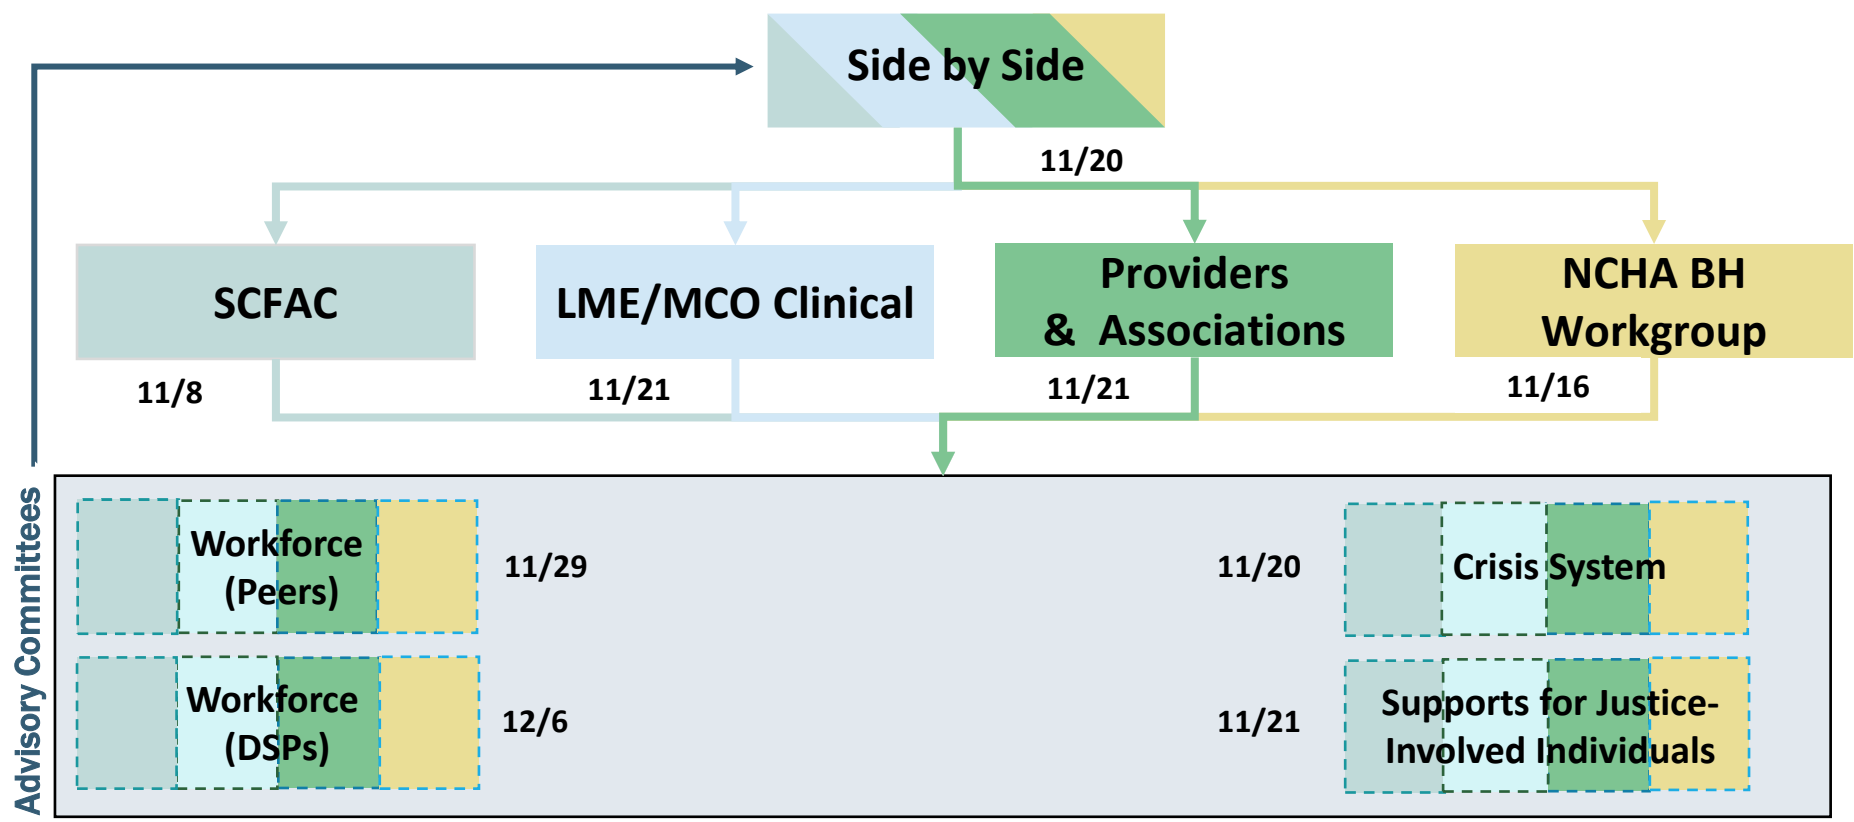 Side by Side
11/20
SCFAC
LME/MCO Clinical
Providers
& Associations
NCHA BH
Workgroup
11/8
11/21
11/21
11/16
Advisory Committees
Workforce
(Peers)
11/29
11/20
Crisis System
Workforce
(DSPs)
12/6
11/21
Supports for Justice-
Involved Individuals